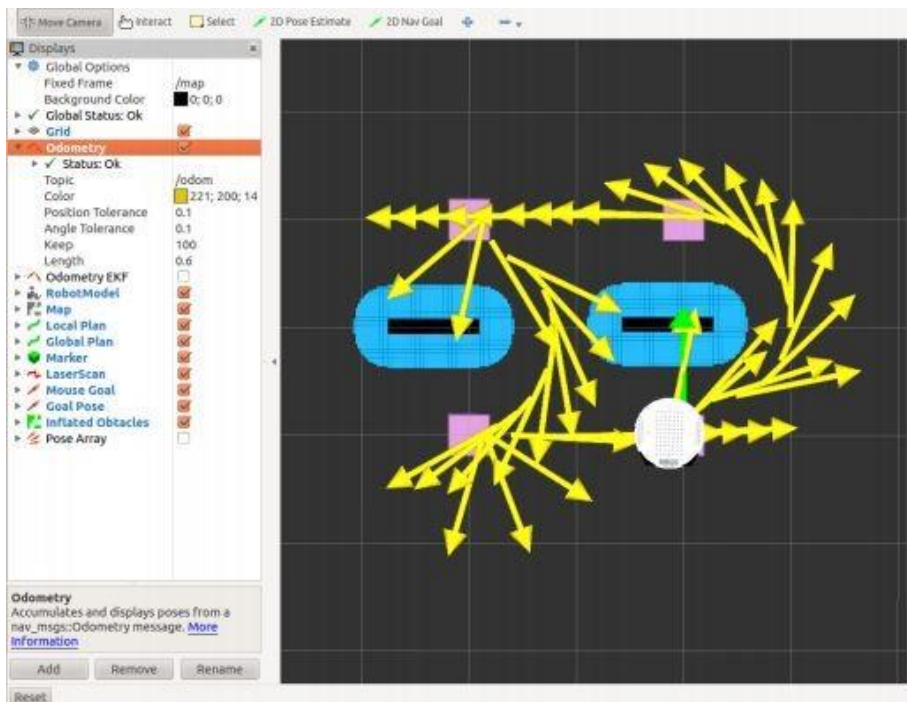 Move Camera Interact Select 2D Pose Estimate 2D Nav Goal
Displays
Global Options
Fixed Frame /map
Background Color 0; 0; 0
Global Status: Ok
Grid
Odometry
Status: Ok
Topic /odom
Color 221; 200; 14
Position Tolerance 0.1
Angle Tolerance 0.1
Keep 100
Length 0.6
Odometry EKF
RobotModel
Map
Local Plan
Global Plan
Marker
LaserScan
Mouse Goal
Goal Pose
Inflated Obtacles
Pose Array
Odometry
Accumulates and displays poses from a
nav_msgs::Odometry message. More
Information
Add Remove Rename
Reset